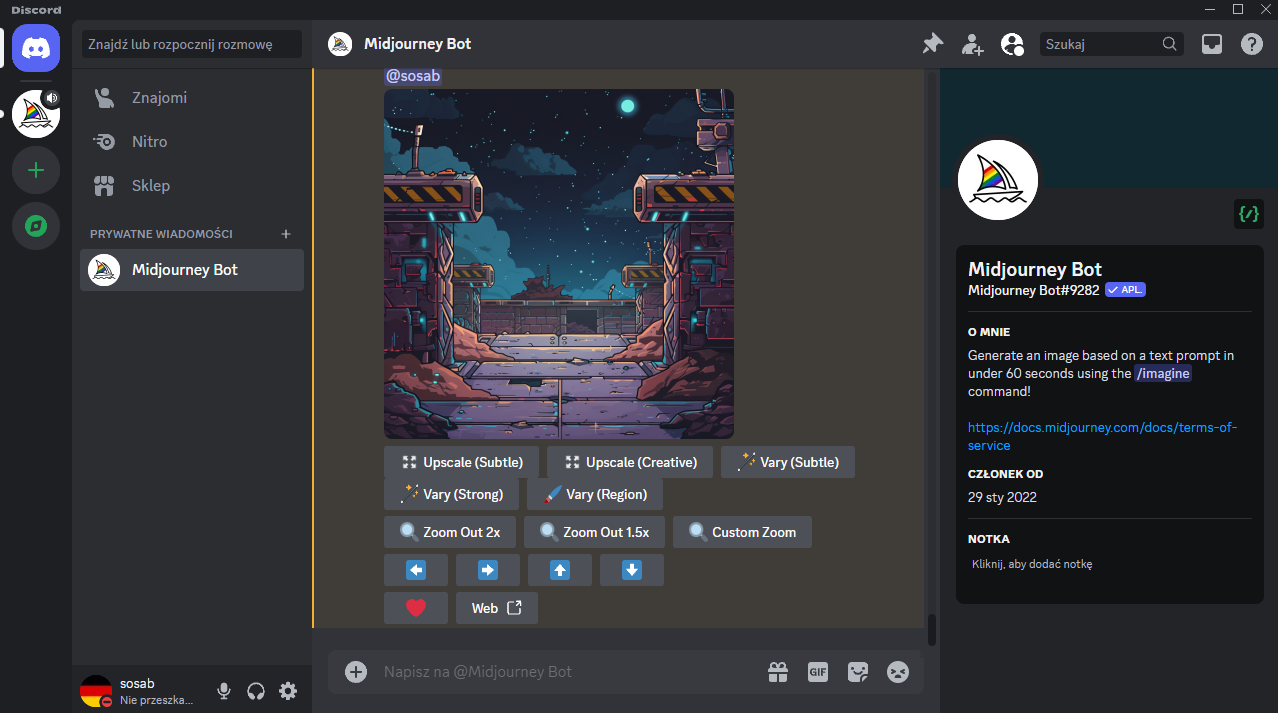 Discord
Znajdź lub rozpocznij rozmowę
Znajomi
Nitro
Sklep
PRYWATNE WIADOMOŚCI
Midjourney Bot
sosab
Nie przeszka...
Midjourney Bot
Szukaj
@sosab
Upscale (Subtle)
Upscale (Creative)
Vary (Subtle)
Vary (Strong)
Vary (Region)
Zoom Out 2x
Zoom Out 1.5x
Custom Zoom
Web
Napisz na @Midjourney Bot
GIF
Midjourney Bot
Midjourney Bot#9282
APL.
O MNIE
Generate an image based on a text prompt in
under 60 seconds using the /imagine
command!
https://docs.midjourney.com/docs/terms-of-
service
CZŁONEK OD
29 sty 2022
NOTKA
Kliknij, aby dodać notkę